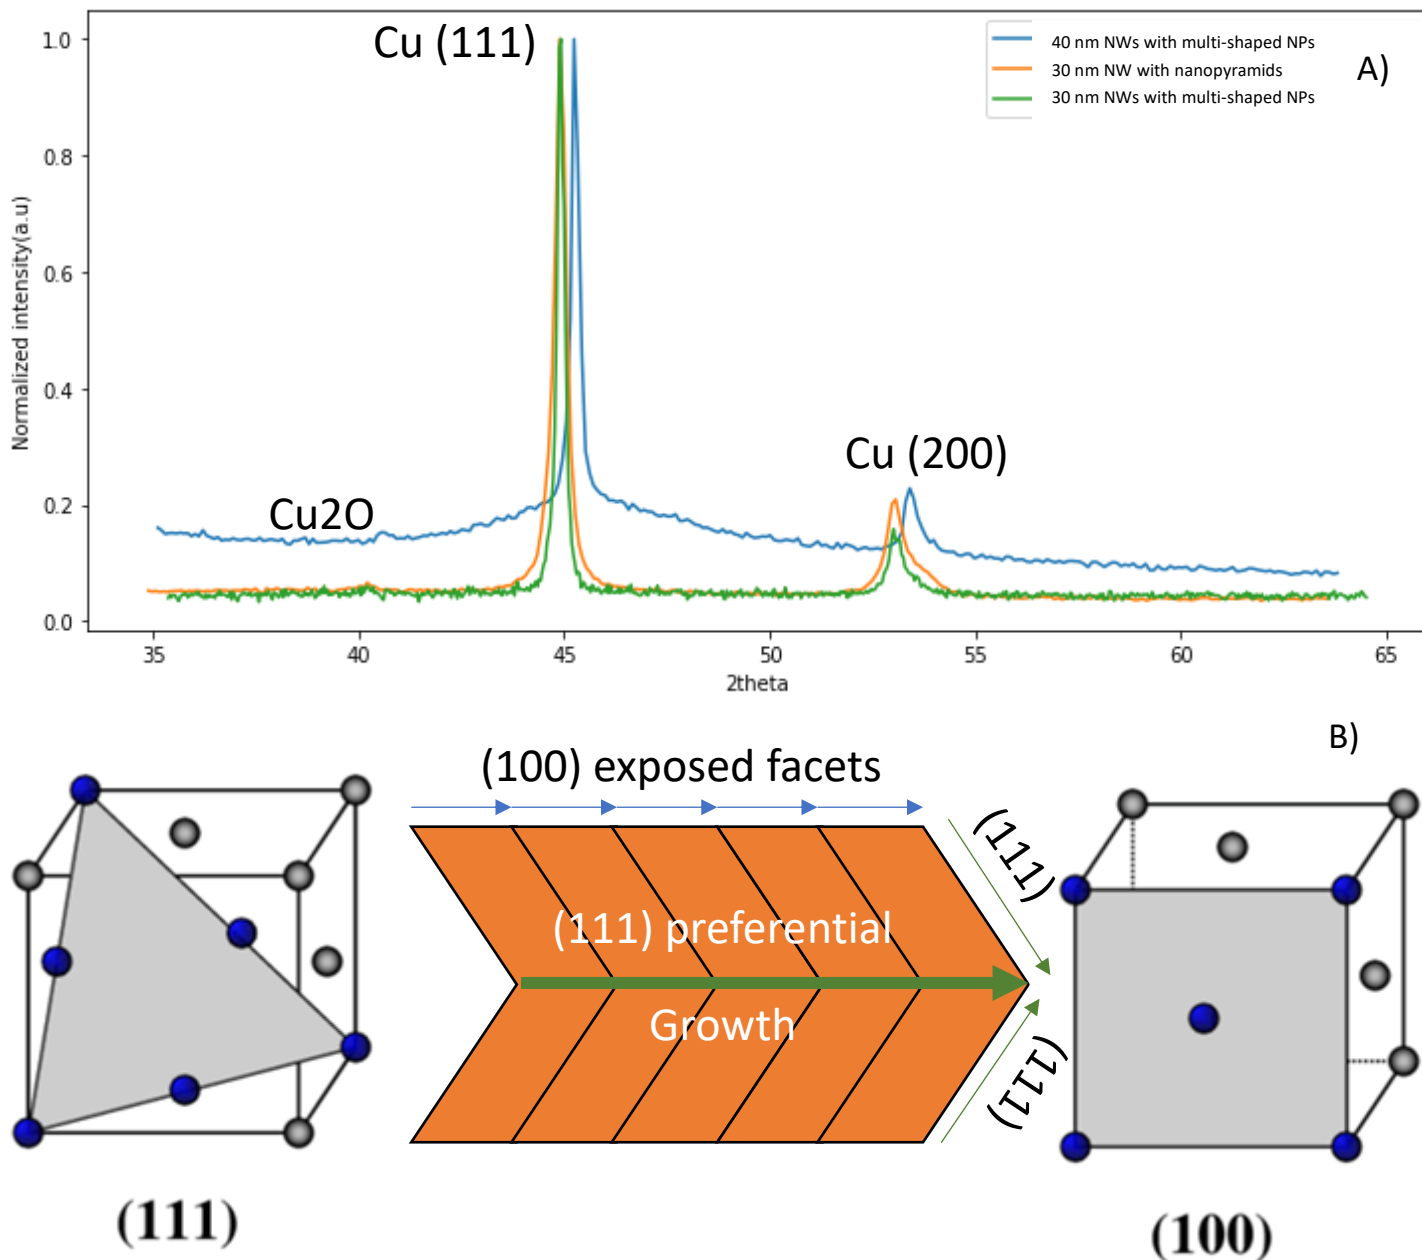 Cu (111)
40 nm NWs with multi-shaped NPs
30 nm NW with nanopyramids
30 nm NWs with multi-shaped NPs
A)
1.0
0.8
0.6
0.4
0.2
0.0
Normalized intensity(a.u)
Cu (200)
Cu2O
35
40
45
50
55
60
65
2theta
B)
(100) exposed facets
(111)
(111) preferential
Growth
(111)
(111)
(100)